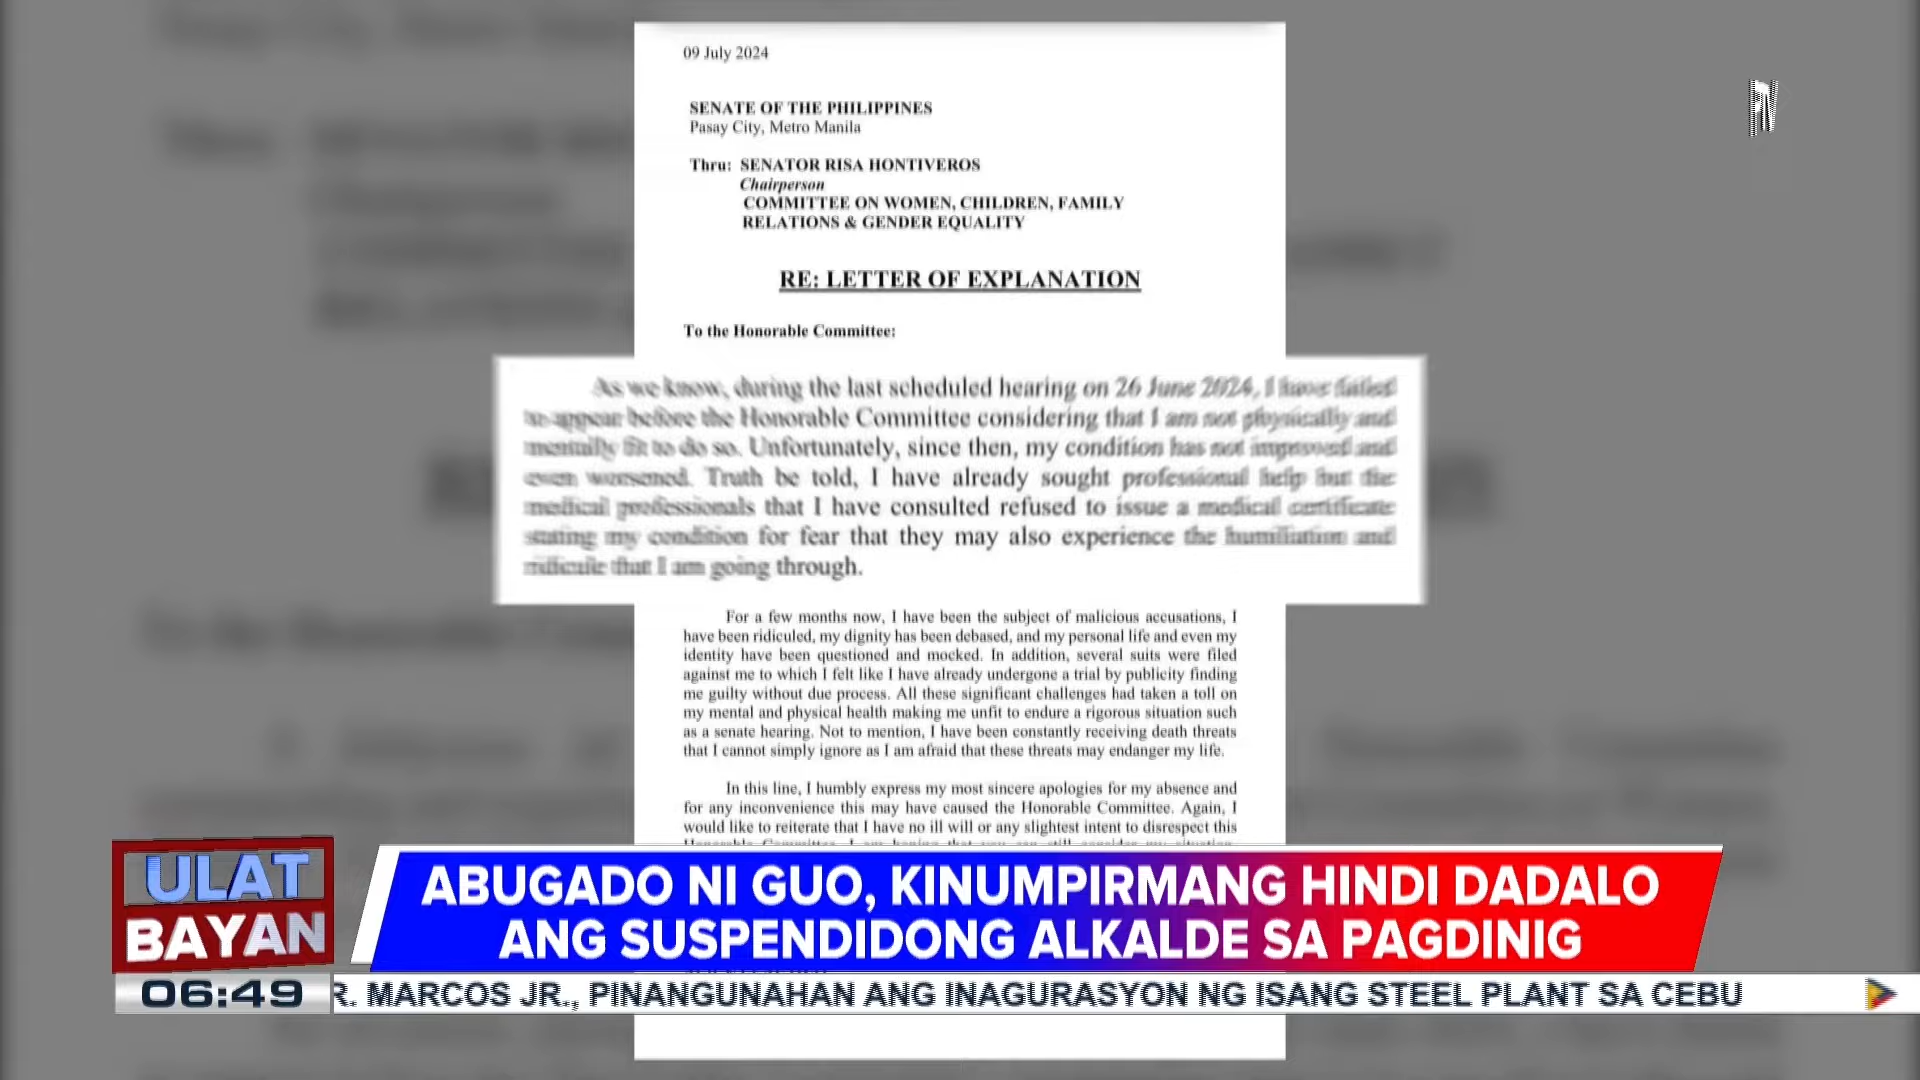 09 July 2024
SENATE OF THE PHILIPPINES
Pasay City, Metro Manila
Thru: SENATOR RISA HONTIVEROS
Chairperson
COMMITTEE ON WOMEN, CHILDREN, FAMILY
RELATIONS & GENDER EQUALITY
RE: LETTER OF EXPLANATION
To the Honorable Committee:
As we know, during the last scheduled hearing on 26 June 2024, I have failed
to appear before the Honorable Committee considering that I am not physically and
mentally fit to do so. Unfortunately, since then, my condition has not improved and
even worsened. Truth be told, I have already sought professional help but the
medical professionals that I have consulted refused to issue a medical certificate
stating my condition for fear that they may also experience the humiliation and
ridicule that I am going through.
For a few months now, I have been the subject of malicious accusations, I
have been ridiculed, my dignity has been debased, and my personal life and even my
identity have been questioned and mocked. In addition, several suits were filed
against me to which I felt like I have already undergone a trial by publicity finding
me guilty without due process. All these significant challenges had taken a toll on
my mental and physical health making me unfit to endure a rigorous situation such
as a senate hearing. Not to mention, I have been constantly receiving death threats
that I cannot simply ignore as I am afraid that these threats may endanger my life.
In this line, I humbly express my most sincere apologies for my absence and
for any inconvenience this may have caused the Honorable Committee. Again, I
would like to reiterate that I have no ill will or any slightest intent to disrespect this
ULAT
BAYAN
ABUGADO NI GUO, KINUMPIRMANG HINDI DADALO
ANG SUSPENDIDONG ALKALDE SA PAGDINIG
06:49
R. MARCOS JR., PINANGUNAHAN ANG INAGURASYON NG ISANG STEEL PLANT SA CEBU